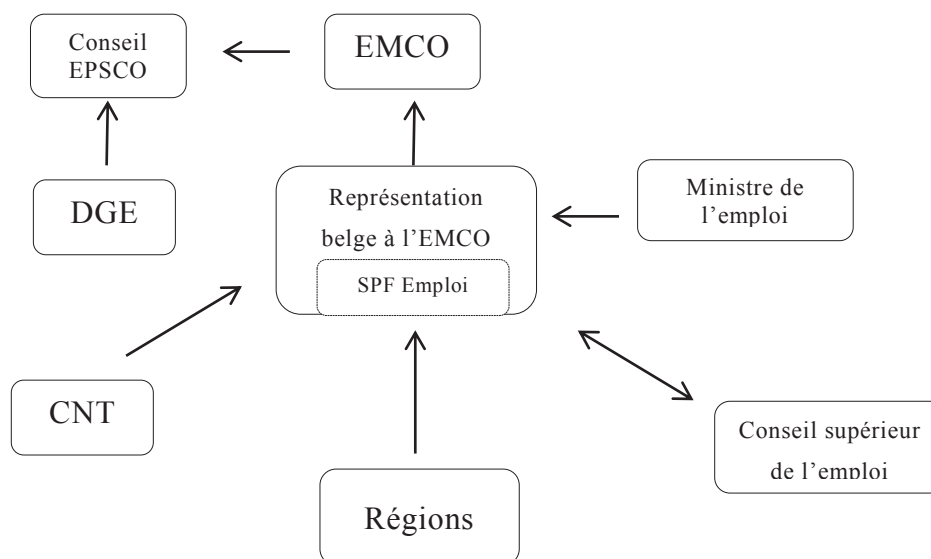 Conseil
EPSCO
EMCO
DGE
Représentation
belge à l’EMCO
SPF Emploi
Ministre de
l’emploi
CNT
Régions
Conseil supérieur
de l’emploi